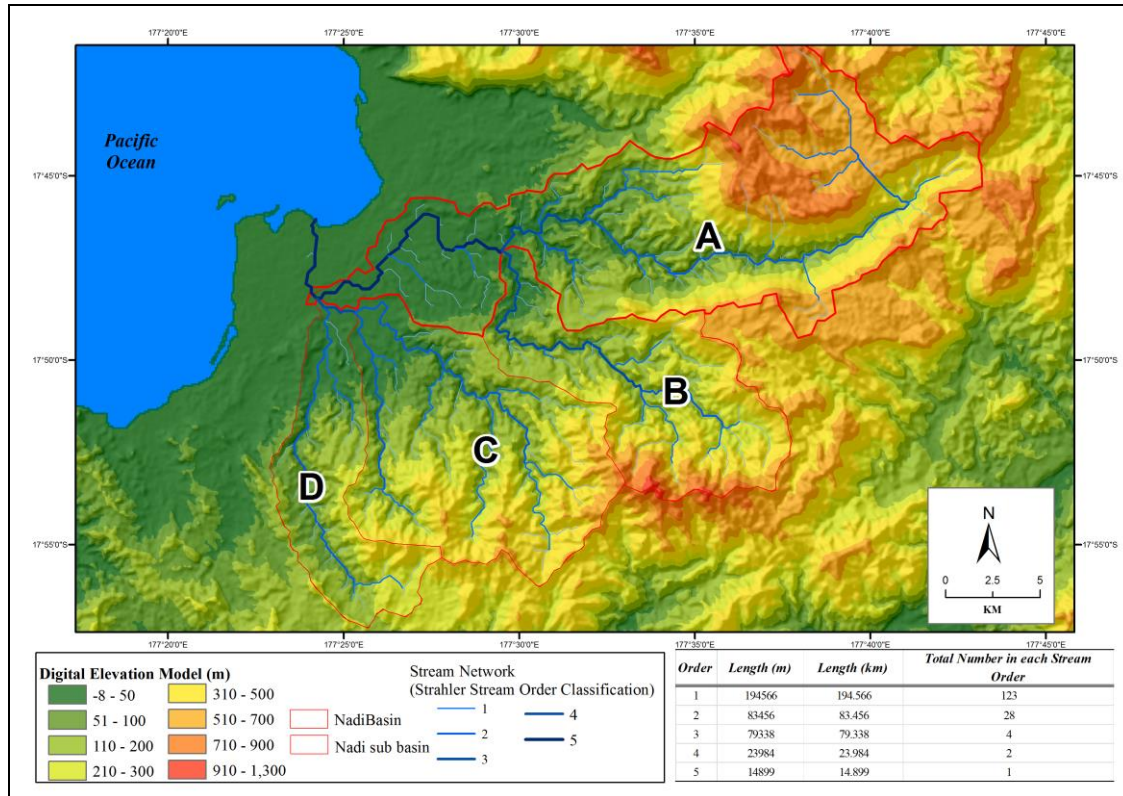 177°20'0"E 177°25'0"E 177°30'0"E 177°35'0"E 177°40'0"E 177°45'0"E
Pacific
Ocean
17°45'0"S 17°45'0"S
A
17°50'0"S 17°50'0"S
B
C
D
N
17°55'0"S 17°55'0"S
0 2.5 5
KM
177°20'0"E 177°25'0"E 177°30'0"E 177°35'0"E 177°40'0"E 177°45'0"E
Digital Elevation Model (m)
-8 - 50
51 - 100
110 - 200
210 - 300
310 - 500
510 - 700
710 - 900
910 - 1,300
NadiBasin
Nadi sub basin
Stream Network
(Strahler Stream Order Classification)
1
2
3
4
5
Order Length (m) Length (km) Total Number in each Stream
Order
1 194566 194.566 123
2 83456 83.456 28
3 79338 79.338 4
4 23984 23.984 2
5 14899 14.899 1